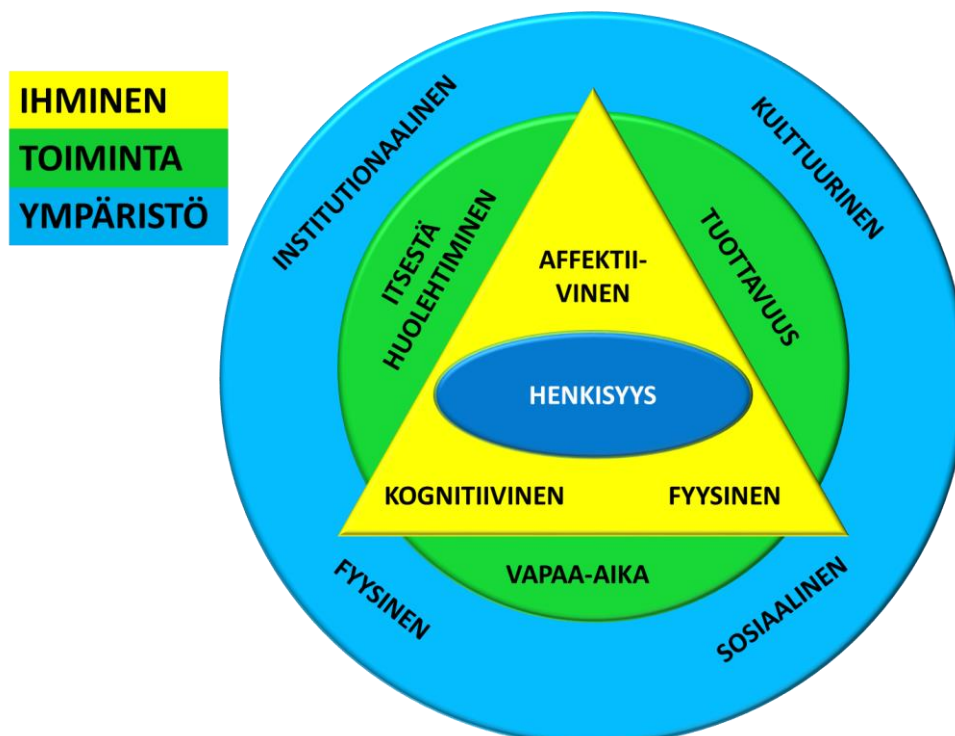 IHMINEN
TOIMINTA
YMPÄRISTÖ
INSTITUTIONAALINEN
KULTTUURINEN
ITSESTÄ
HUOLEHTIMINEN
TUOTTAVUUS
AFFEKTII-
VINEN
HENKISYYS
KOGNITIIVINEN
FYYSINEN
VAPAA-AIKA
FYYSINEN
SOSIAALINEN